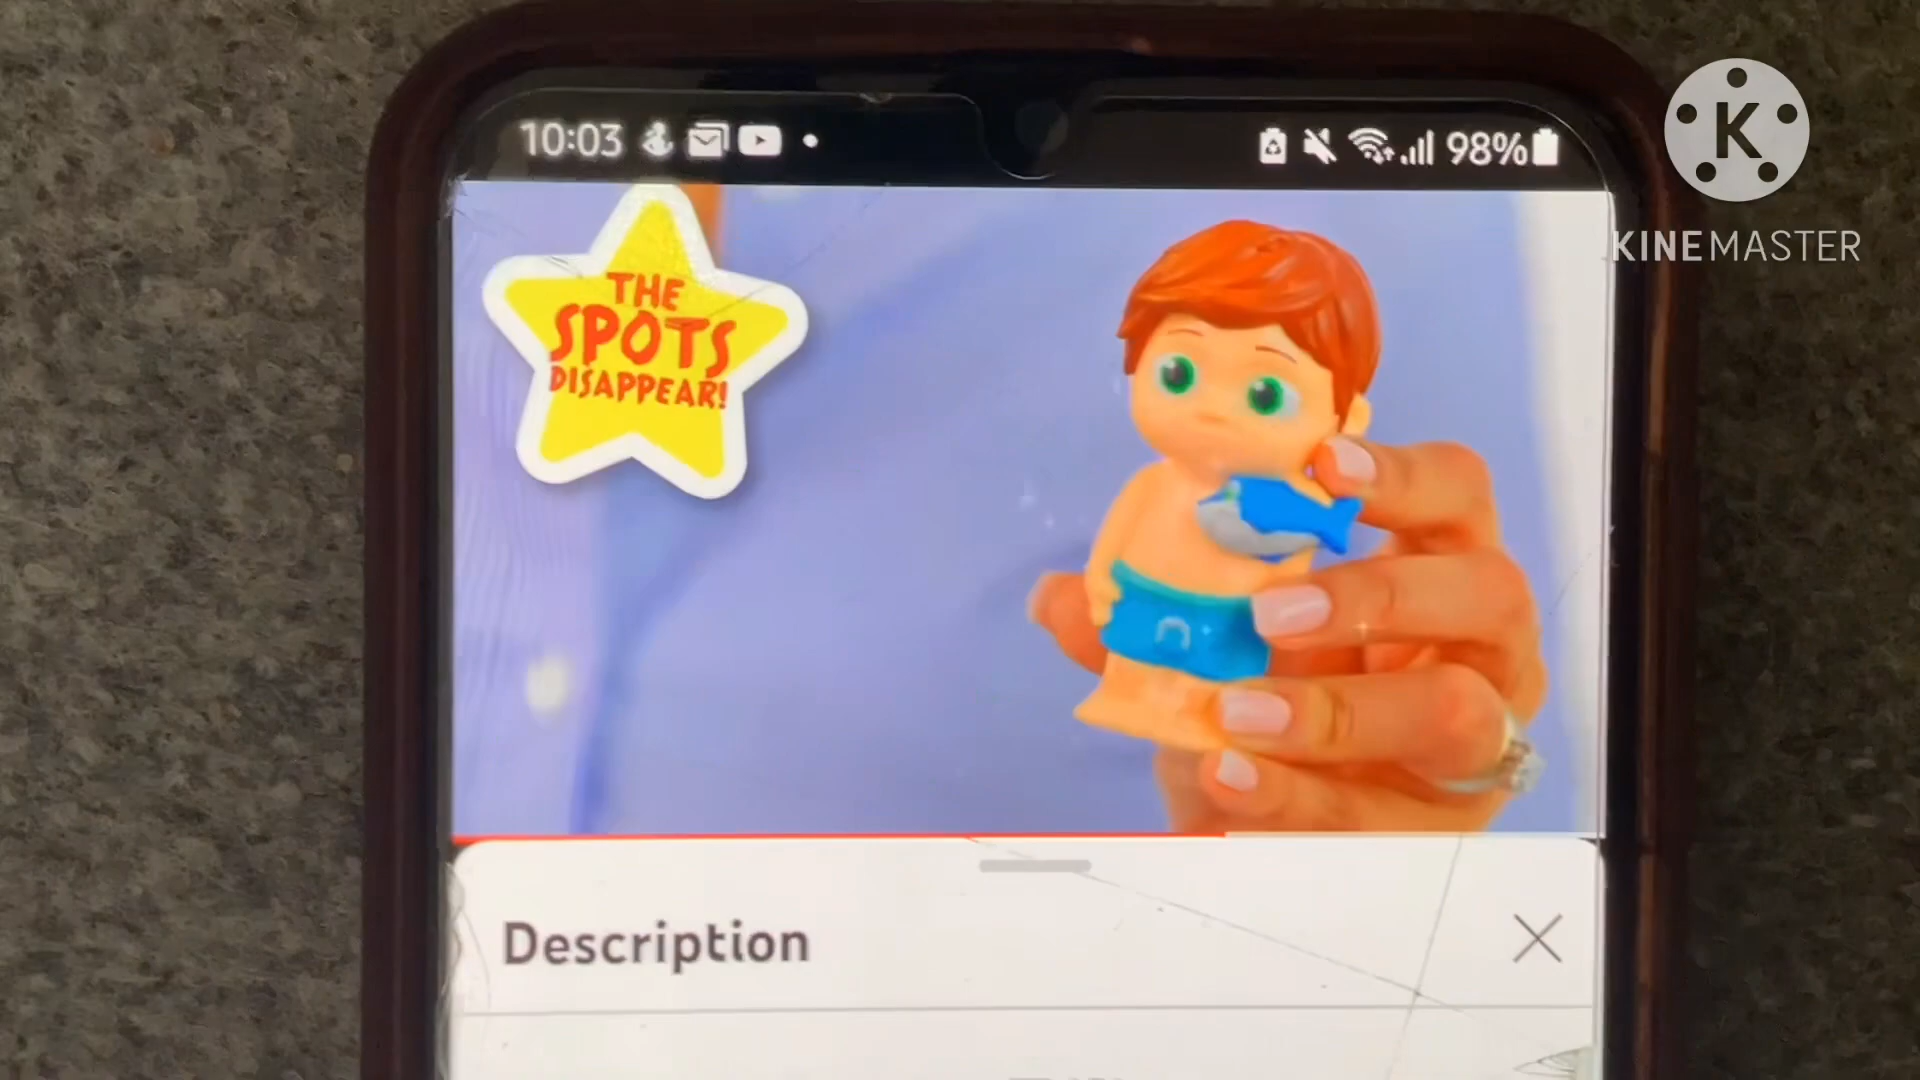 10:03
98%
K
KINEMASTER
THE
SPOTS
DISAPPEAR!
Description